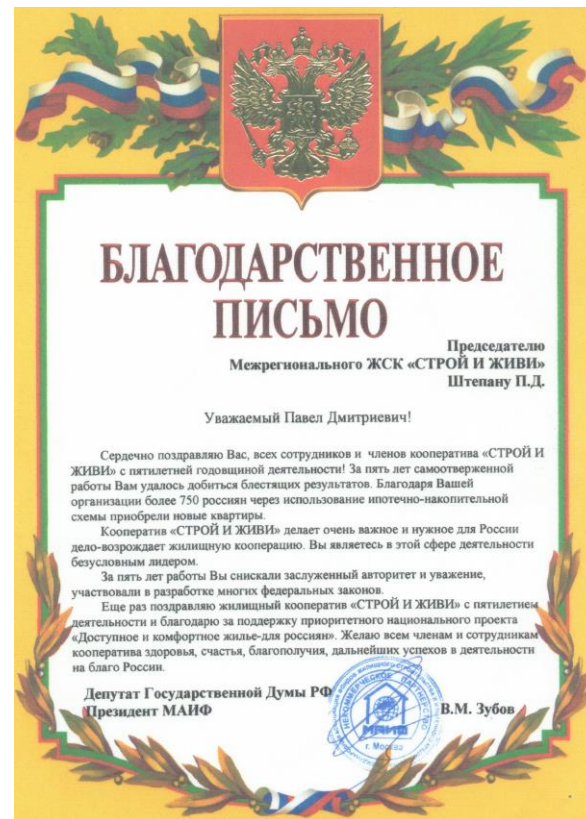 БЛАГОДАРСТВЕННОЕ
ПИСЬМО
Председателю
Межрегионального ЖСК «СТРОЙ И ЖИВИ»
Штепану П.Д.
Уважаемый Павел Дмитриевич!
Сердечно поздравляю Вас, всех сотрудников и членов кооператива «СТРОЙ И
ЖИВИ» с пятилетней годовщиной деятельности! За пять лет самоотверженной
работы Вам удалось добиться блестящих результатов. Благодаря Вашей
организации более 750 россиян через использование ипотечно-накопительной
схемы приобрели новые квартиры.
Кооператив «СТРОЙ И ЖИВИ» делает очень важное и нужное для России
дело-возрождает жилищную кооперацию. Вы являетесь в этой сфере деятельности
безусловным лидером.
За пять лет работы Вы снискали заслуженный авторитет и уважение,
участвовали в разработке многих федеральных законов.
Еще раз поздравляю жилищный кооператив «СТРОЙ И ЖИВИ» с пятилетием
деятельности и благодарю за поддержку приоритетного национального проекта
«Доступное и комфортное жилье-для россиян». Желаю всем членам и сотрудникам
кооператива здоровья, счастья, благополучия, дальнейших успехов в деятельности
на благо России.
Депутат Государственной Думы РФ
Президент МАИФ
В.М. Зубов
НЕКОММЕРЧЕСКОЕ ПАРТНЕРСТВО
МАИФ
г. Москва